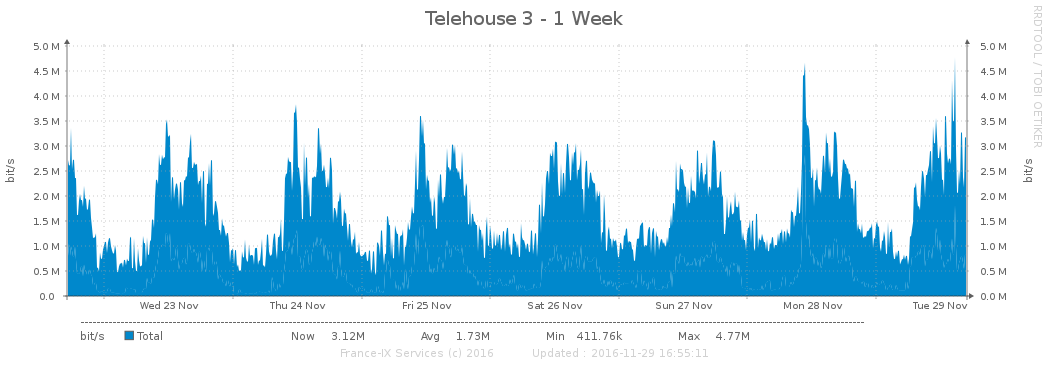 Telehouse 3 - 1 Week
RRDTOOL / TOBI OETIKER
5.0 M 5.0 M
4.5 M 4.5 M
4.0 M 4.0 M
3.5 M 3.5 M
3.0 M 3.0 M
2.5 M 2.5 M
2.0 M 2.0 M
1.5 M 1.5 M
1.0 M 1.0 M
0.5 M 0.5 M
0.0 0.0 M
bit/s
bit/s
Wed 23 Nov Thu 24 Nov Fri 25 Nov Sat 26 Nov Sun 27 Nov Mon 28 Nov Tue 29 Nov
bit/s Total Now 3.12M Avg 1.73M Min 411.76k Max 4.77M
France-IX Services (c) 2016 Updated : 2016-11-29 16:55:11